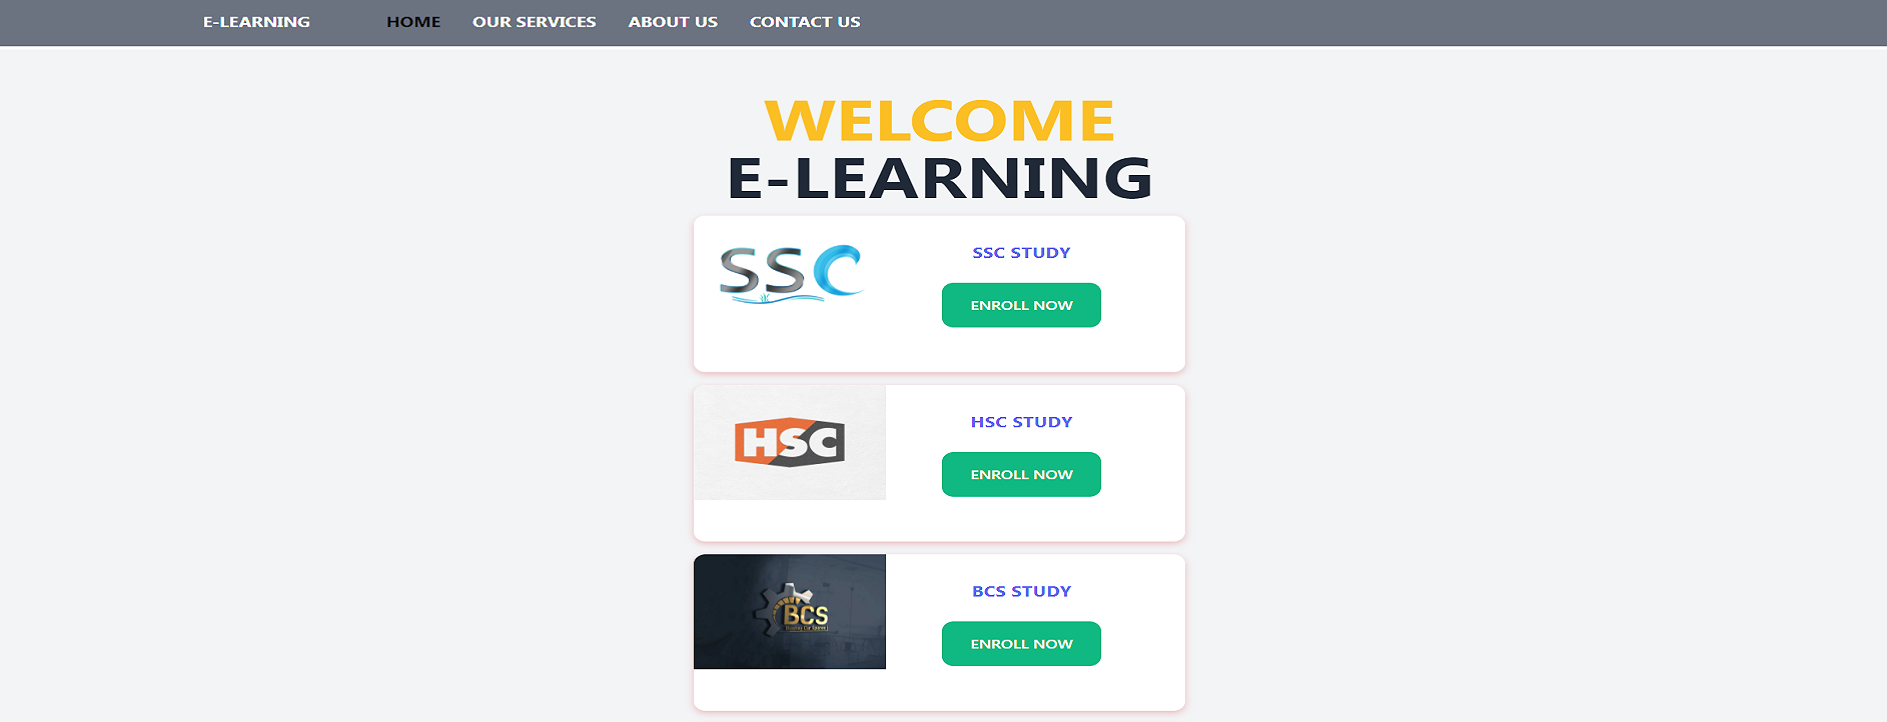 E-LEARNING HOME OUR SERVICES ABOUT US CONTACT US
WELCOME
E-LEARNING
SSC
SSC STUDY
ENROLL NOW
HSC
HSC STUDY
ENROLL NOW
BCS
BCS STUDY
ENROLL NOW